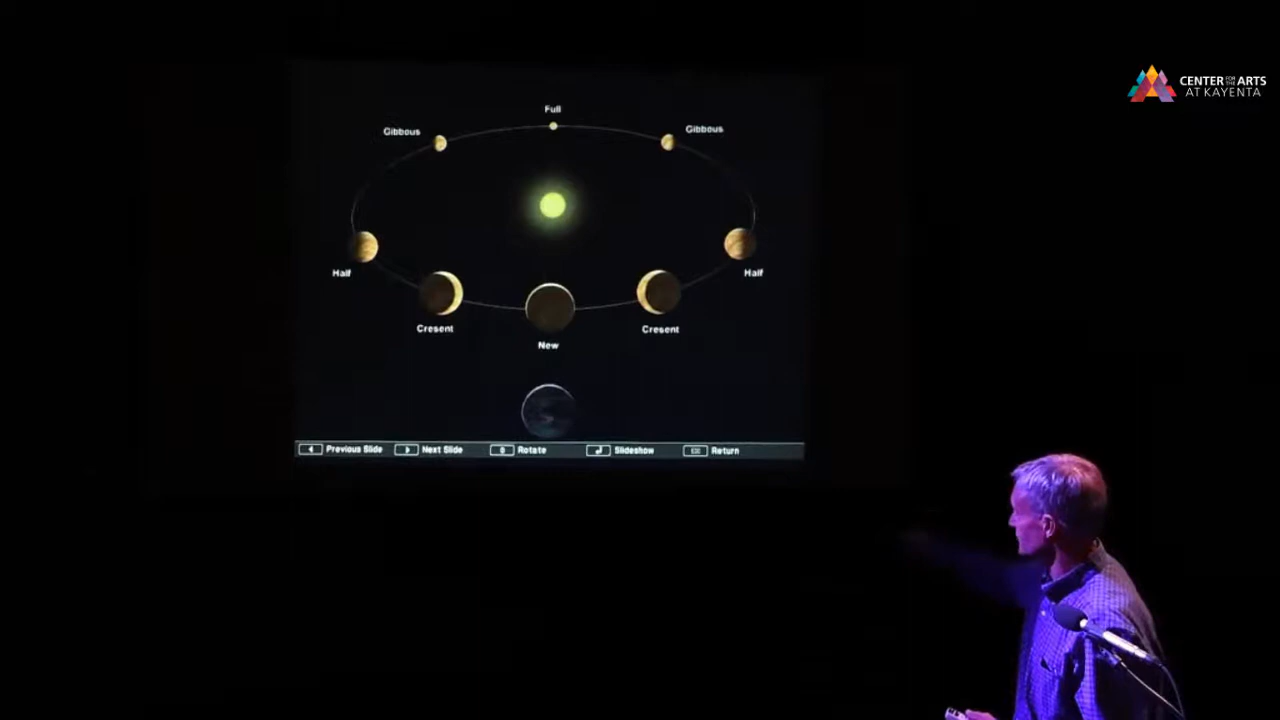 CENTER FOR THE ARTS
AT KAYENTA
Full
Gibbous
Gibbous
Half
Half
Cresent
Cresent
New
Previous Slide
Next Slide
Rotate
Slideshow
Return